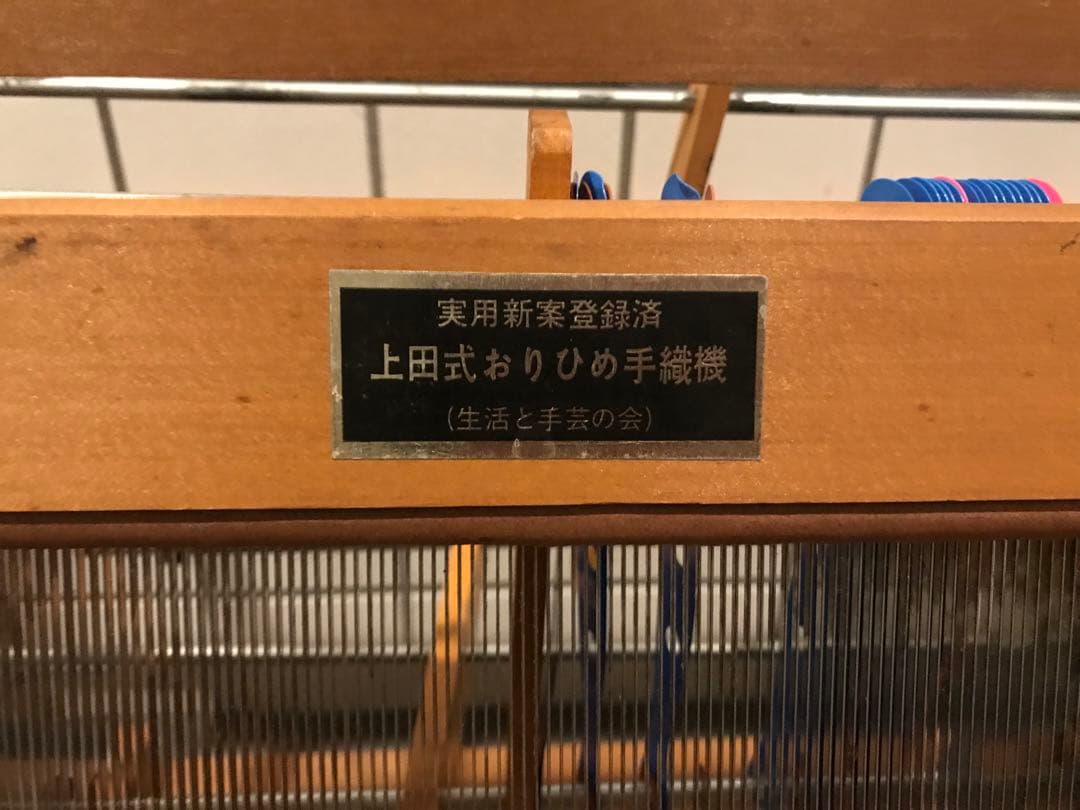 実用新案登録済
上田式おりひめ手織機
(生活と手芸の会)